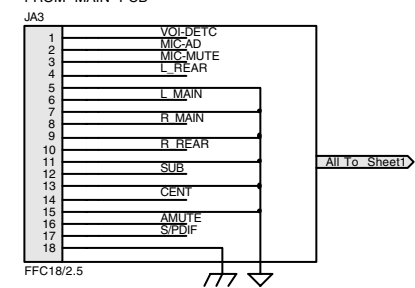 FROM MAIN PCB
JA3
1 VOI-DETC
2 MIC-AD
3 MIC-MUTE
4 L_REAR
5
6 L_MAIN
7
8 R_MAIN
9
10 R_REAR
11
12 SUB
13
14 CENT
15
16 AMUTE
17 S/PDIF
18
All To Sheet1
FFC18/2.5